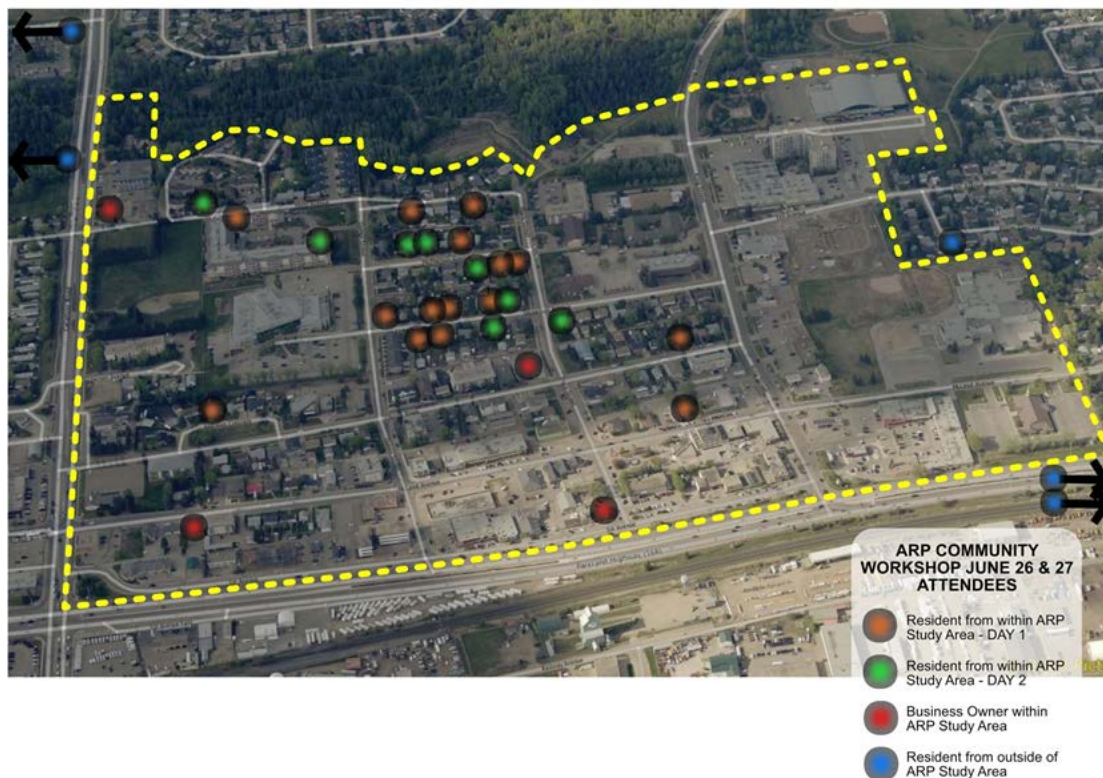 ARP COMMUNITY
WORKSHOP JUNE 26 & 27
ATTENDEES
Resident from within ARP
Study Area - DAY 1
Resident from within ARP
Study Area - DAY 2
Business Owner within
ARP Study Area
Resident from outside of
ARP Study Area